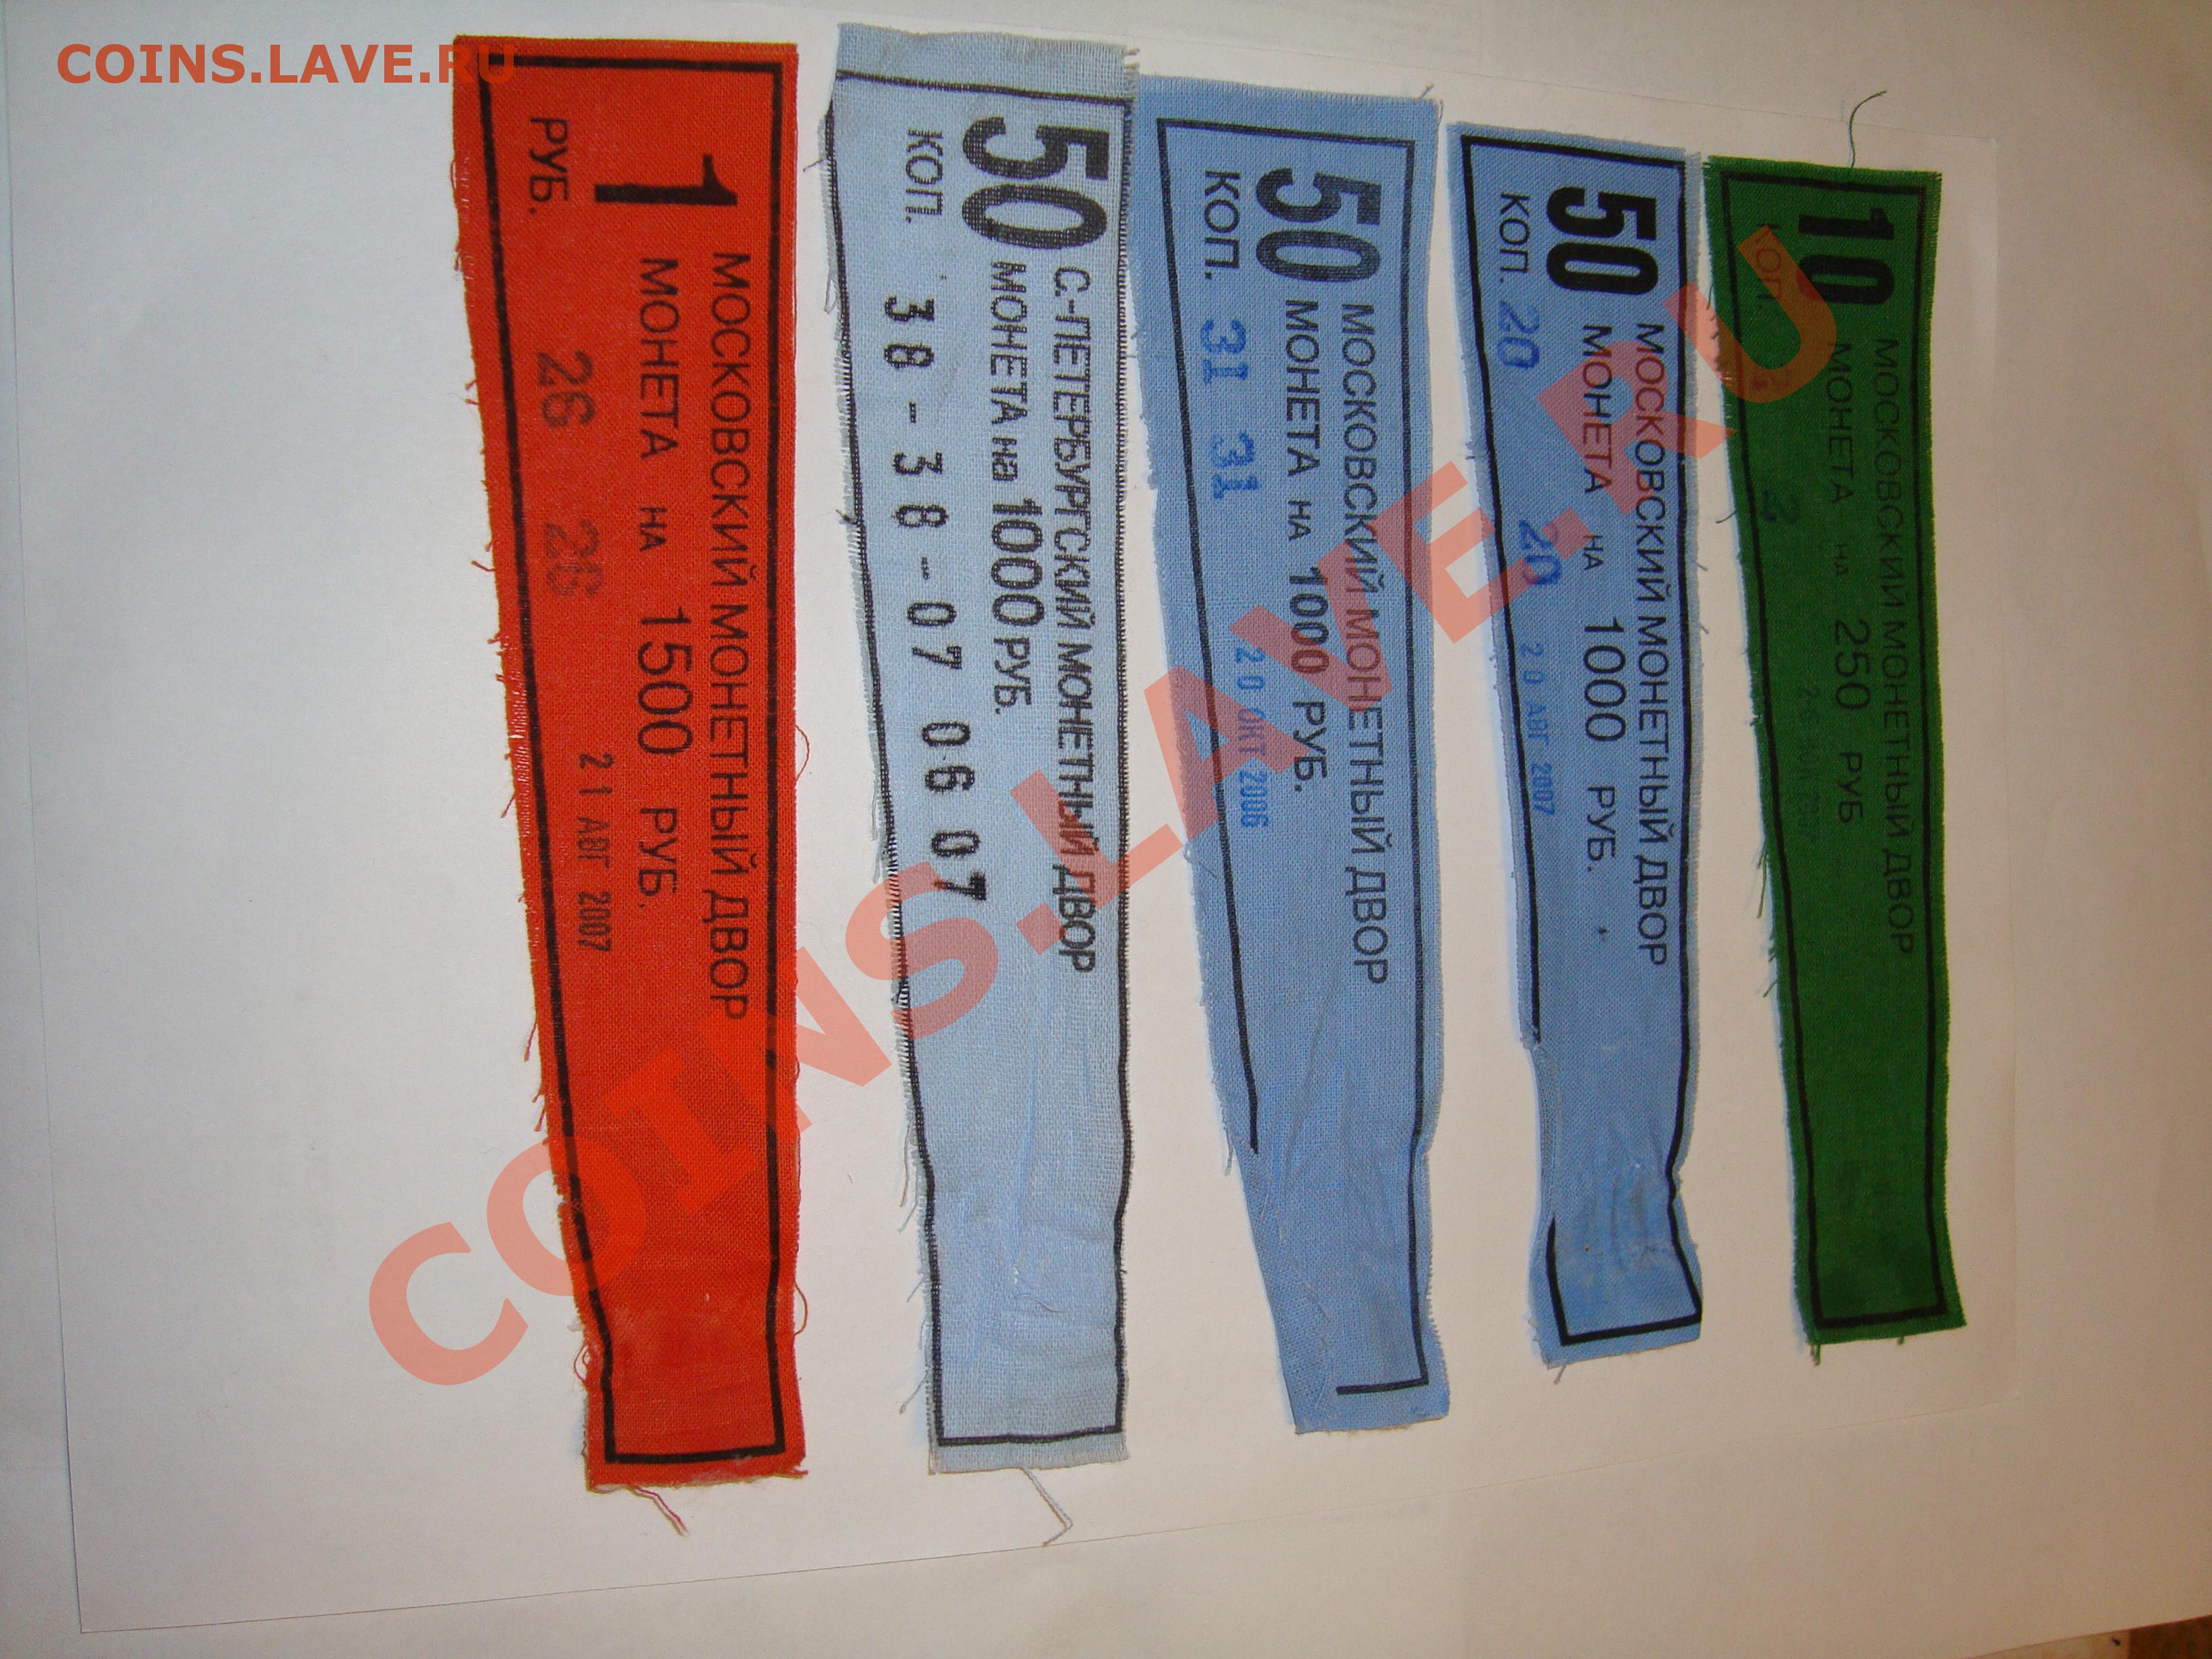 COINS.LAVE.RU
1
РУБ.
МОСКОВСКИЙ МОНЕТНЫЙ ДВОР
МОНЕТА НА 1500 РУБ.
26 26
21 АВГ 2007
50
КОП.
С.-ПЕТЕРБУРГСКИЙ МОНЕТНЫЙ ДВОР
МОНЕТА на 1000 РУБ.
38-38-07 06 07
50
КОП.
МОСКОВСКИЙ МОНЕТНЫЙ ДВОР
МОНЕТА НА 1000 РУБ.
31 31
20 ОКТ 2006
50
КОП.
МОСКОВСКИЙ МОНЕТНЫЙ ДВОР
МОНЕТА НА 1000 РУБ.
20 20
20 АВГ 2007
10
КОП.
МОСКОВСКИЙ МОНЕТНЫЙ ДВОР
МОНЕТА НА 250 РУБ
COINS.LAVE.RU